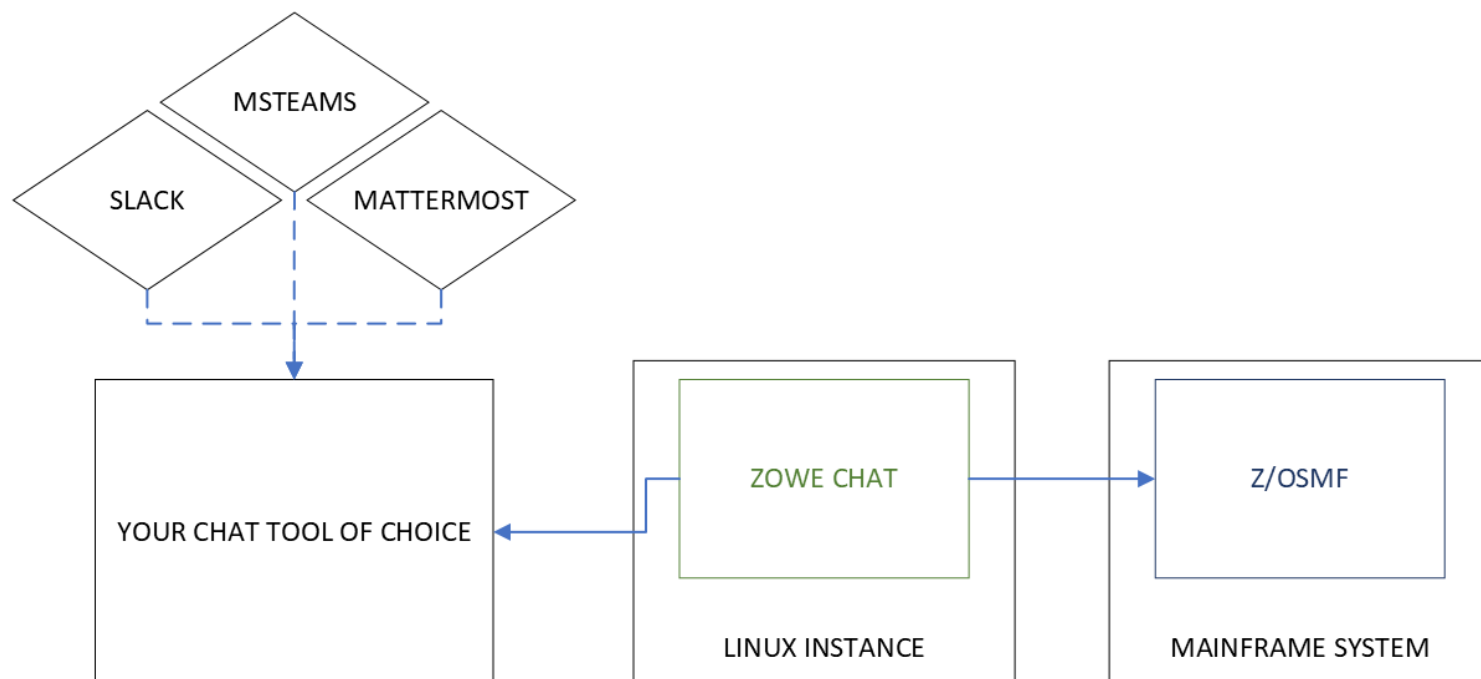 MSTEAMS
SLACK
MATTERMOST
YOUR CHAT TOOL OF CHOICE
ZOWE CHAT
LINUX INSTANCE
Z/OSMF
MAINFRAME SYSTEM